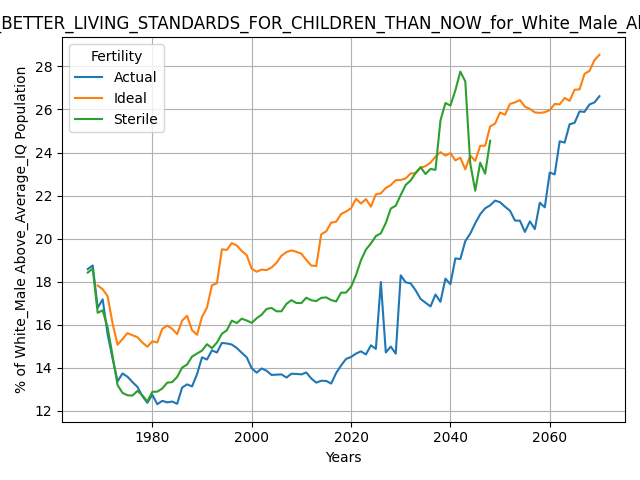 _BETTER_LIVING_STANDARDS_FOR_CHILDREN_THAN_NOW_for_White_Male_A
Fertility
Actual
Ideal
Sterile
% of White_Male Above_Average_IQ Population
28
26
24
22
20
18
16
14
12
1980 2000 2020 2040 2060
Years